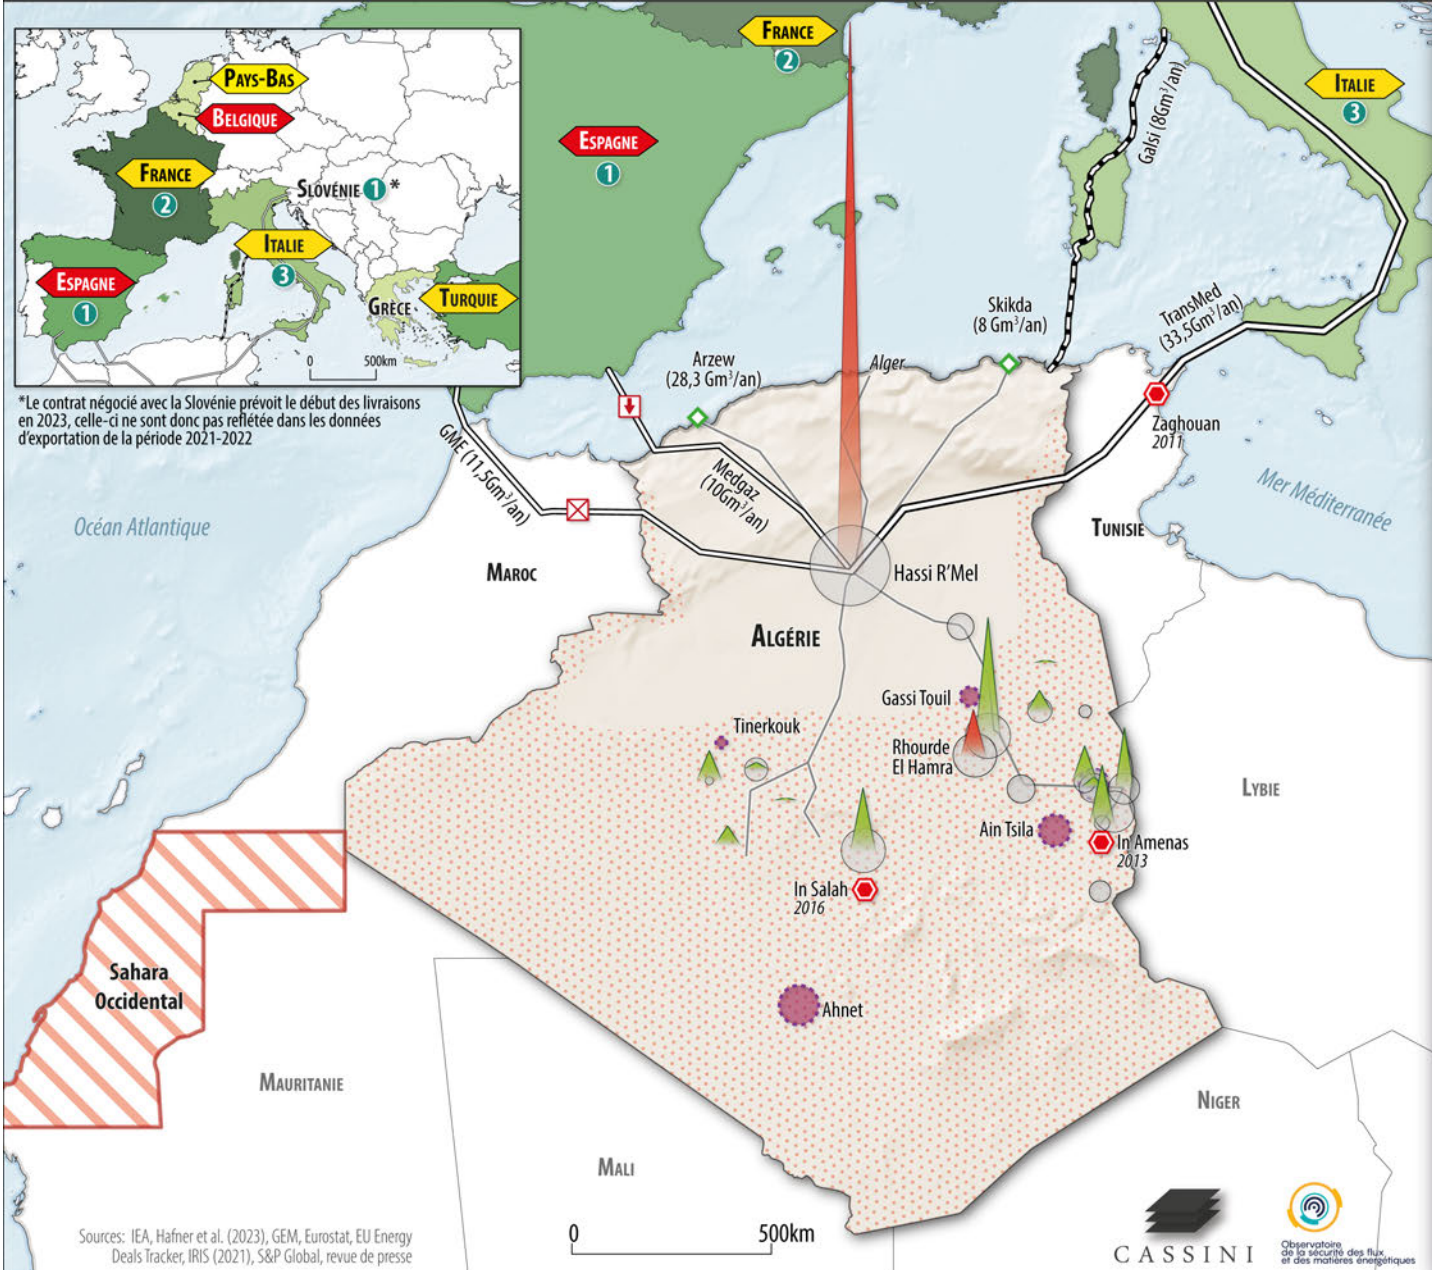 PAYS-BAS
BELGIQUE
FRANCE
2
SLOVÉNIE 1 *
ITALIE
3
ESPAGNE
1
GRÈCE
TURQUIE
0 500km
*Le contrat négocié avec la Slovénie prévoit le début des livraisons
en 2023, celle-ci ne sont donc pas reflétée dans les données
d'exportation de la période 2021-2022
FRANCE
2
ESPAGNE
1
ITALIE
3
Galsi (8Gm³/an)
TransMed
(33,5Gm³/an)
Skikda
(8 Gm³/an)
Arzew
(28,3 Gm³/an)
Alger
GME (11,5Gm³/an)
Medgaz
(10Gm³/an)
Zaghouan
2011
Mer Méditerranée
Océan Atlantique
TUNISIE
MAROC
Hassi R'Mel
ALGÉRIE
Gassi Touil
Tinerkouk
Rhourde
El Hamra
LYBIE
Ain Tsila
In Amenas
2013
In Salah
2016
Sahara
Occidental
Ahnet
MAURITANIE
NIGER
MALI
0 500km
Sources: IEA, Hafner et al. (2023), GEM, Eurostat, EU Energy
Deals Tracker, IRIS (2021), S&P Global, revue de presse
CASSINI
Observatoire
de la sécurité des flux
et des matières énergétiques